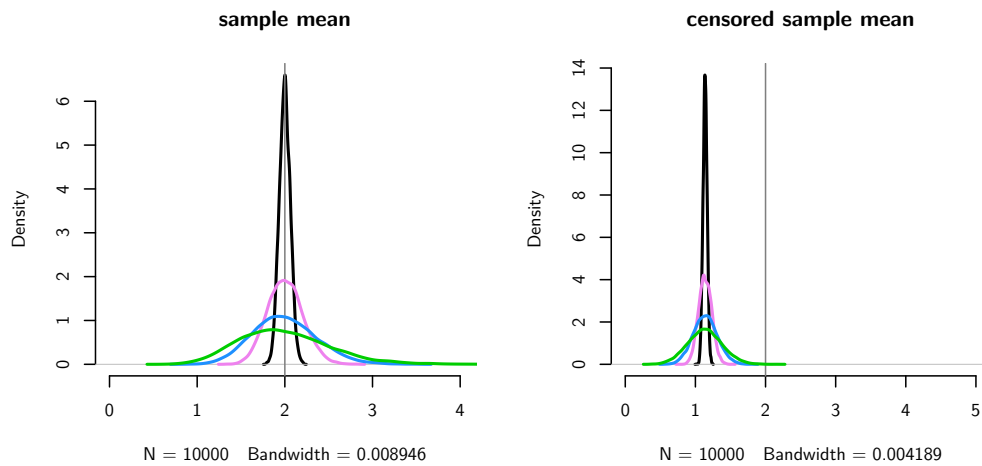 sample mean
Density
6
5
4
3
2
1
0
0 1 2 3 4
N = 10000 Bandwidth = 0.008946
censored sample mean
Density
14
12
10
8
6
4
2
0
0 1 2 3 4 5
N = 10000 Bandwidth = 0.004189